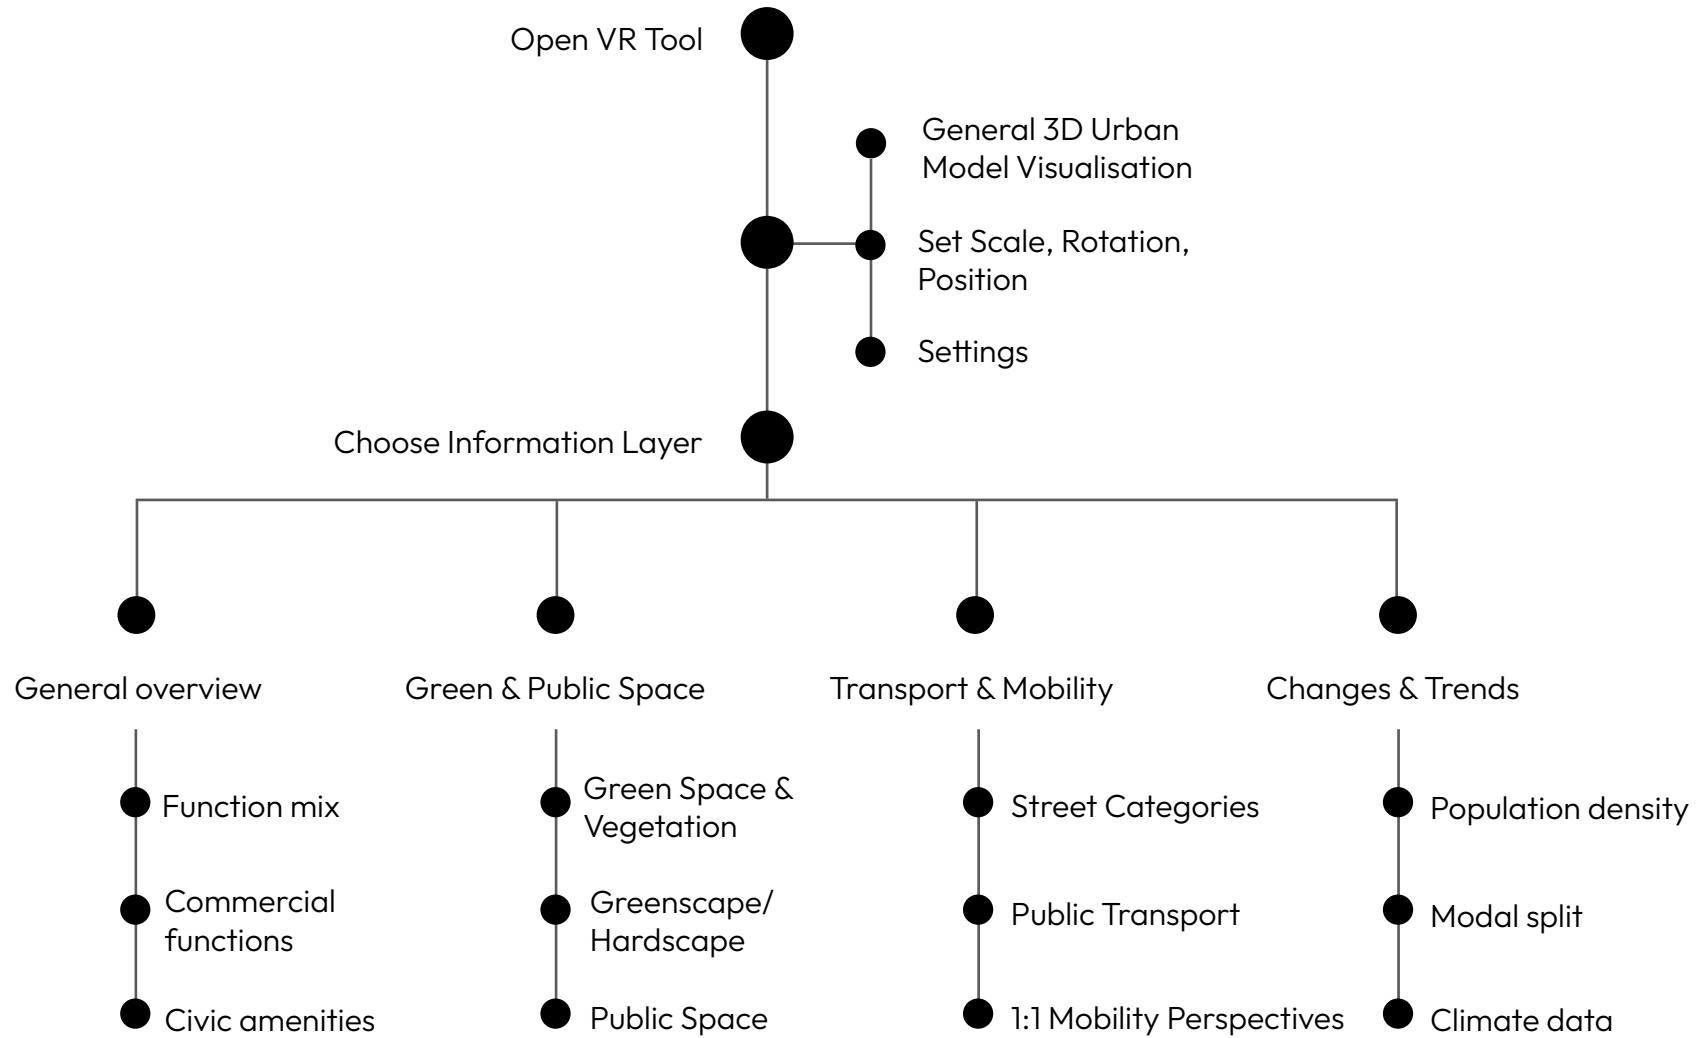 Open VR Tool
General 3D Urban
Model Visualisation
Set Scale, Rotation,
Position
Settings
Choose Information Layer
General overview
Function mix
Commercial
functions
Civic amenities
Green & Public Space
Green Space &
Vegetation
Greenscape/
Hardscape
Public Space
Transport & Mobility
Street Categories
Public Transport
1:1 Mobility Perspectives
Changes & Trends
Population density
Modal split
Climate data